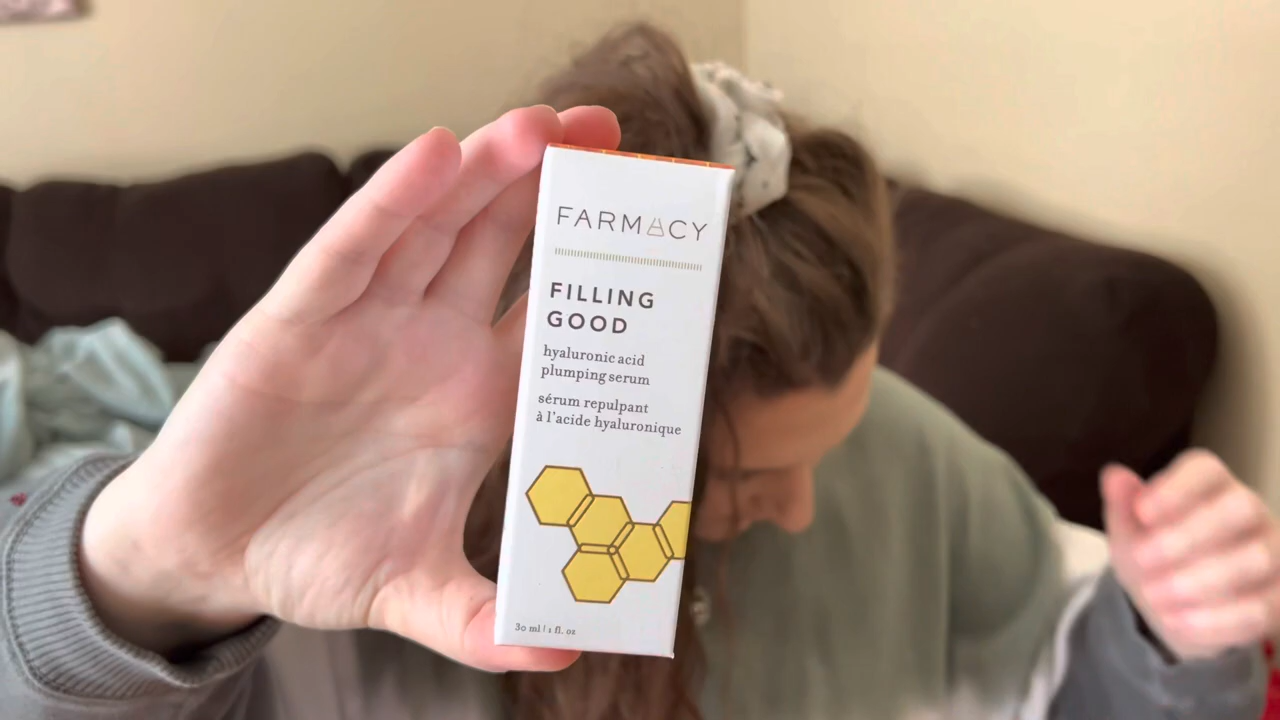 FARMACY
FILLING
GOOD
hyaluronic acid
plumping serum
sérum repulpant
à l'acide hyaluronique
30 ml | 1 fl. oz